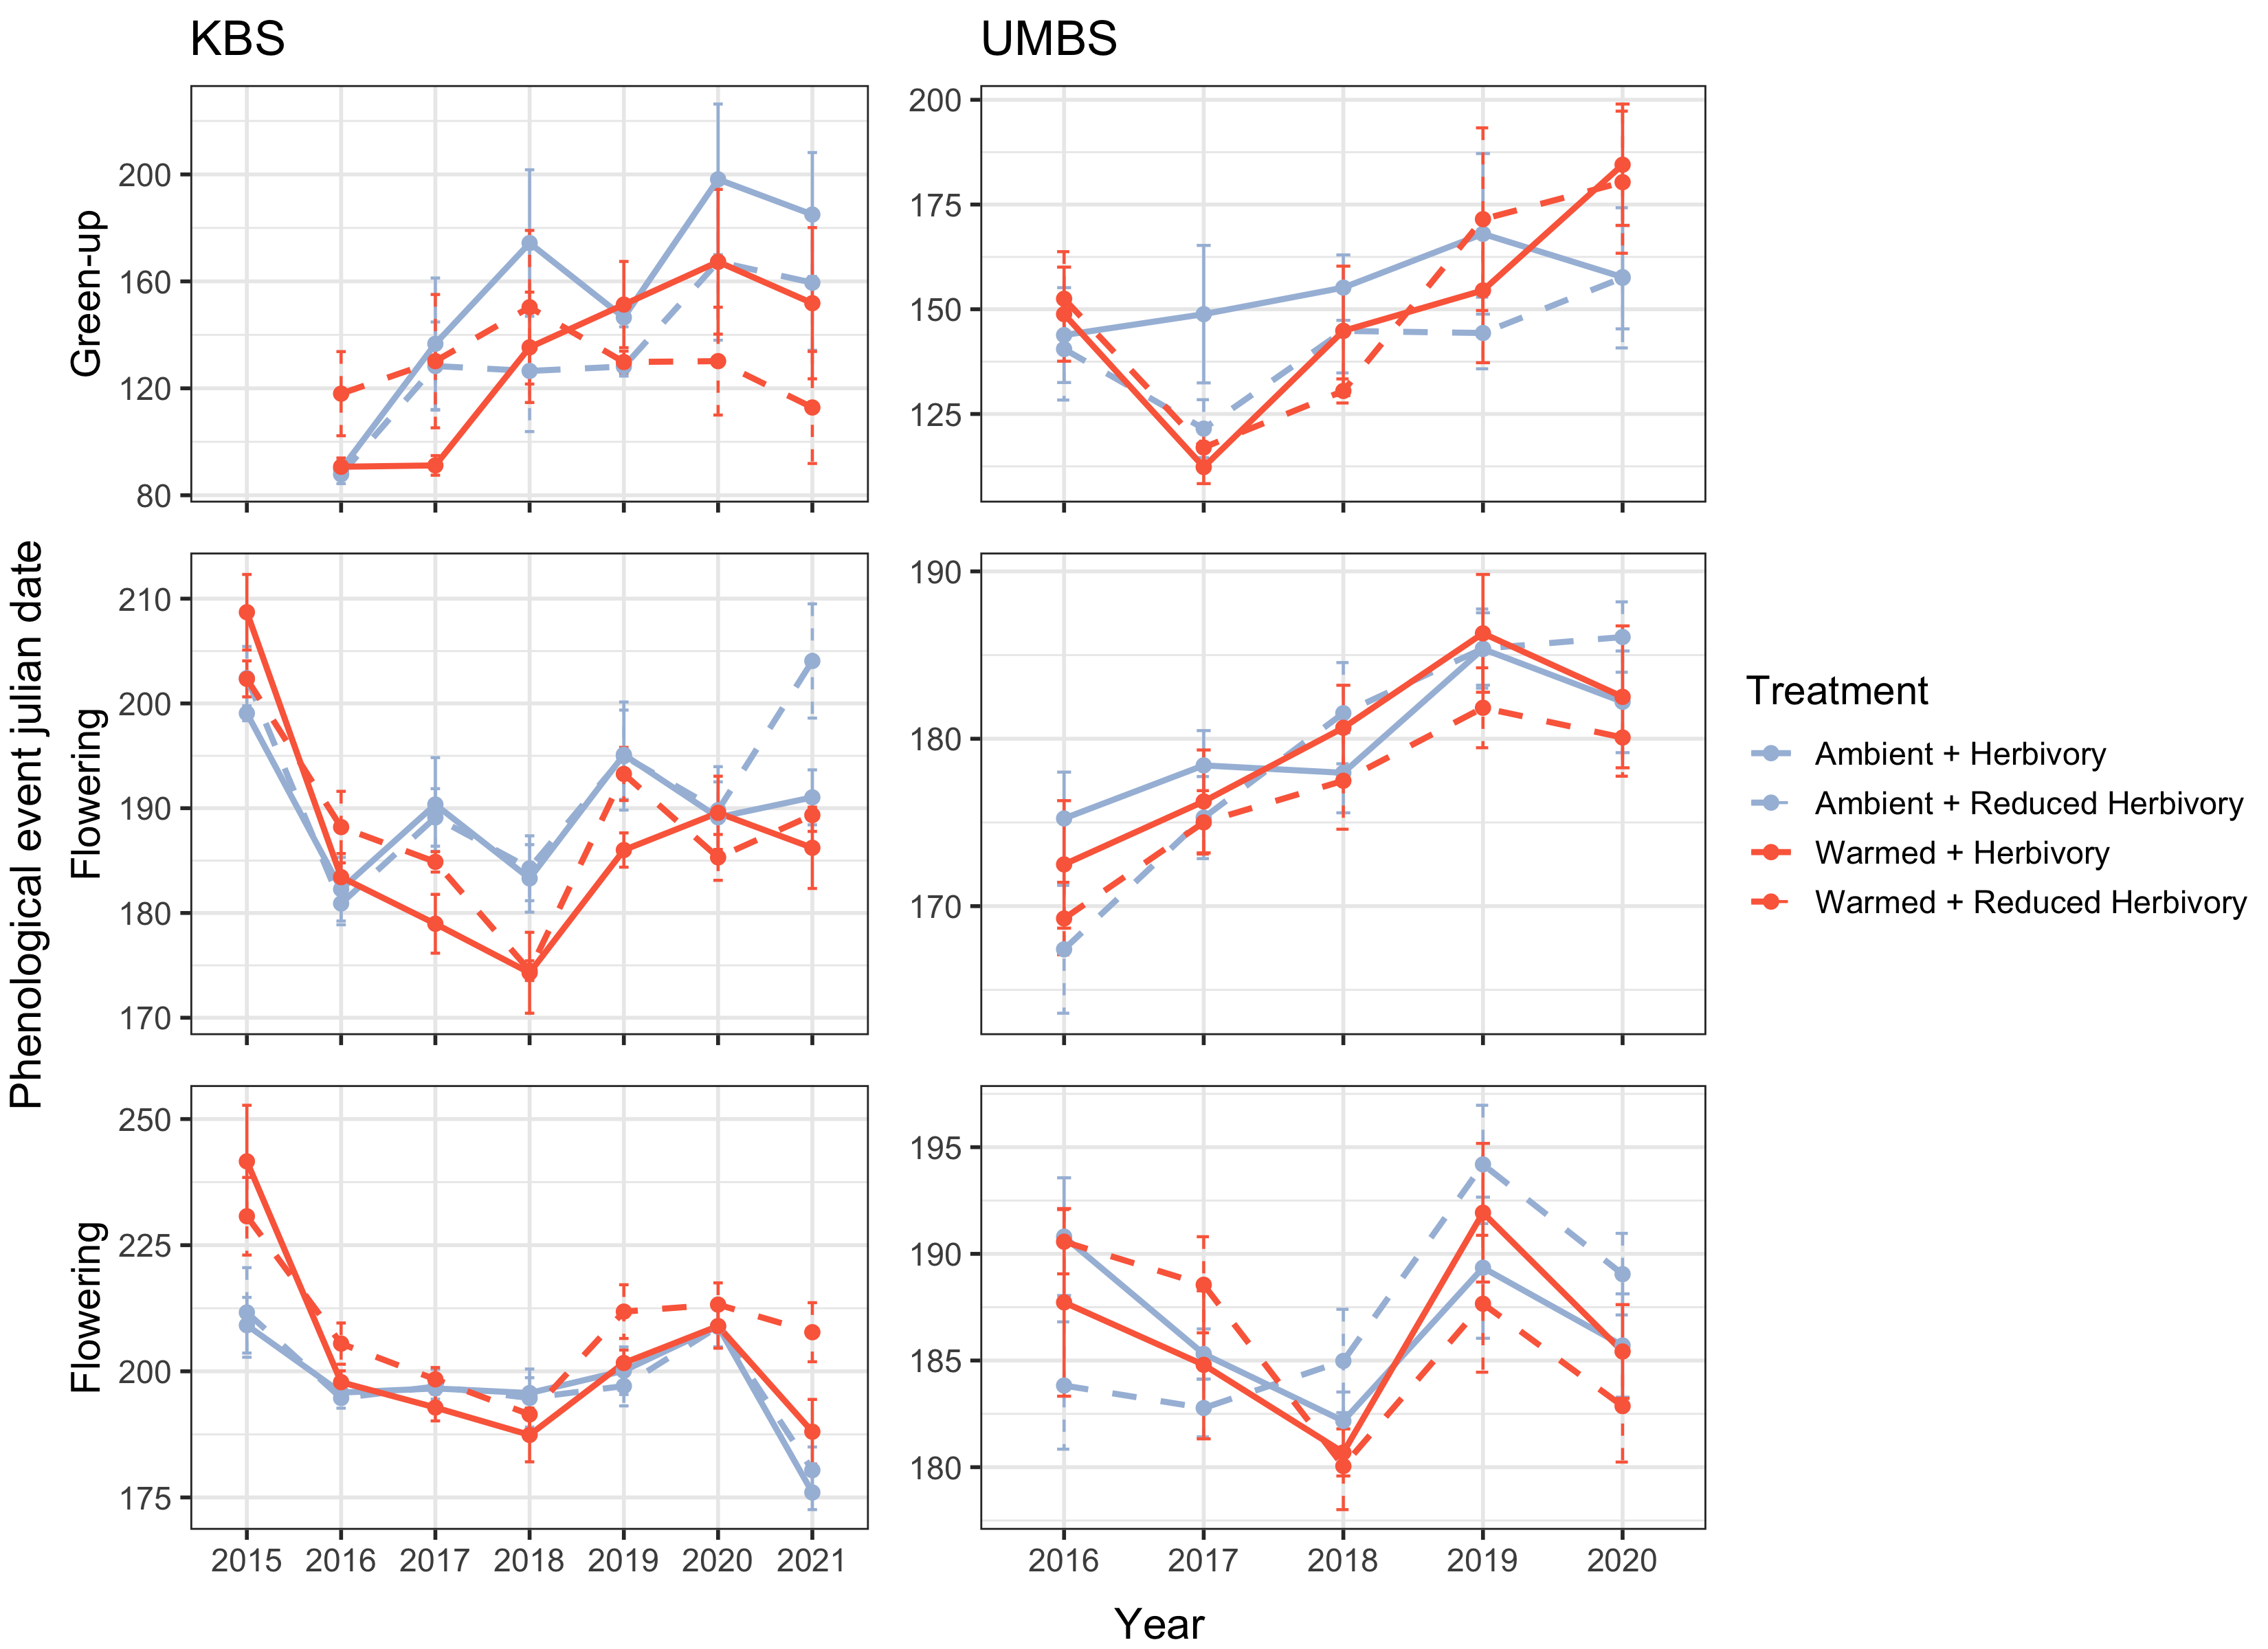 KBS
UMBS
Phenological event julian date
Green-up
200
160
120
80
200
175
150
125
Flowering
210
200
190
180
170
190
180
170
Flowering
250
225
200
175
195
190
185
180
2015 2016 2017 2018 2019 2020 2021
2016 2017 2018 2019 2020
Year
Treatment
Ambient + Herbivory
Ambient + Reduced Herbivory
Warmed + Herbivory
Warmed + Reduced Herbivory